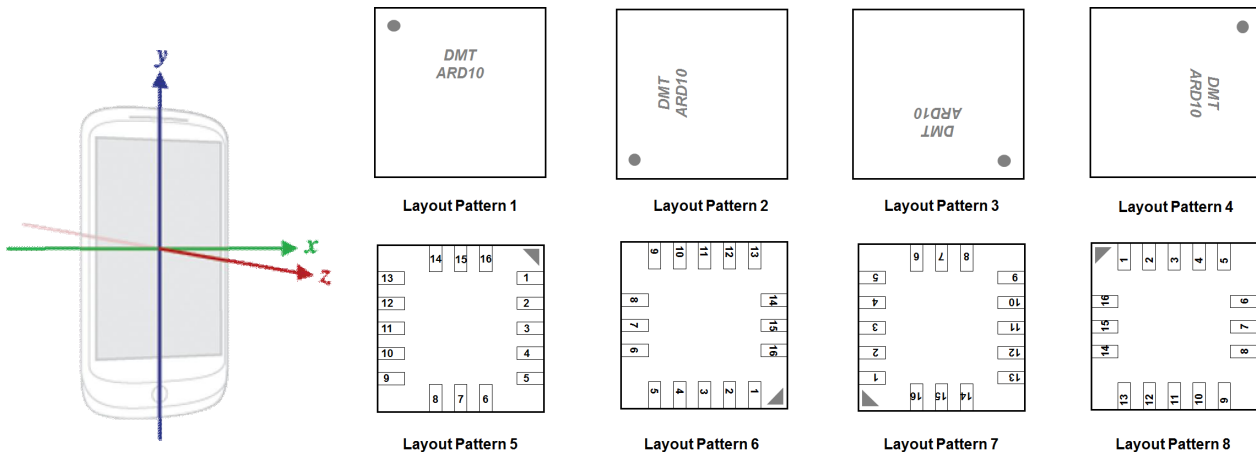 y
x
z
DMT
ARD10
Layout Pattern 1
DMT
ARD10
Layout Pattern 2
DMT
ARD10
Layout Pattern 3
DMT
ARD10
Layout Pattern 4
14 15 16
13 1
12 2
11 3
10 4
9 5
8 7 6
Layout Pattern 5
9 10 11 12 13
8 14
7 15
6 16
5 4 3 2 1
Layout Pattern 6
6 7 8
5 9
4 10
3 11
2 12
1 13
16 15 14
Layout Pattern 7
1 2 3 4 5
16 6
15 7
14 8
13 12 11 10 9
Layout Pattern 8